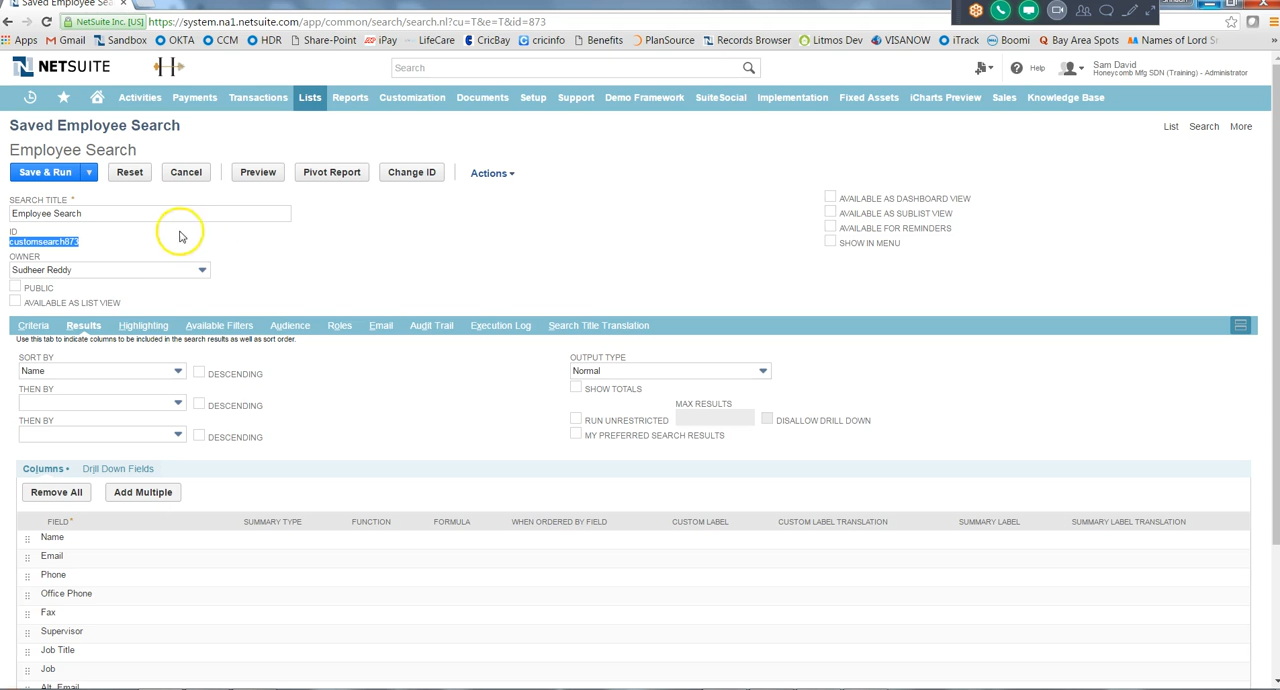 Saved Employee Sea ×
NetSuite Inc. [US] https://system.na1.netsuite.com/app/common/search/search.nl?cu=T&e=T&id=873
Apps Gmail Sandbox OKTA CCM HDR Share-Point iPay LifeCare CricBay cricinfo Benefits PlanSource Records Browser Litmos Dev VISANOW iTrack Boomi Bay Area Spots Names of Lord »
NETSUITE
Search
Help
Sam David
Honeycomb Mfg SDN (Training) - Administrator
Activities Payments Transactions Lists Reports Customization Documents Setup Support Demo Framework SuiteSocial Implementation Fixed Assets iCharts Preview Sales Knowledge Base
Saved Employee Search
List Search More
Employee Search
Save & Run Reset Cancel Preview Pivot Report Change ID Actions
SEARCH TITLE *
Employee Search
ID
customsearch873
OWNER
Sudheer Reddy
PUBLIC
AVAILABLE AS LIST VIEW
AVAILABLE AS DASHBOARD VIEW
AVAILABLE AS SUBLIST VIEW
AVAILABLE FOR REMINDERS
SHOW IN MENU
Criteria Results Highlighting Available Filters Audience Roles Email Audit Trail Execution Log Search Title Translation
Use this tab to indicate columns to be included in the search results as well as sort order.
SORT BY
Name DESCENDING
THEN BY
DESCENDING
THEN BY
DESCENDING
OUTPUT TYPE
Normal
SHOW TOTALS
MAX RESULTS
RUN UNRESTRICTED DISALLOW DRILL DOWN
MY PREFERRED SEARCH RESULTS
Columns • Drill Down Fields
Remove All Add Multiple
FIELD* SUMMARY TYPE FUNCTION FORMULA WHEN ORDERED BY FIELD CUSTOM LABEL CUSTOM LABEL TRANSLATION SUMMARY LABEL SUMMARY LABEL TRANSLATION
Name
Email
Phone
Office Phone
Fax
Supervisor
Job Title
Job
Alt. Email